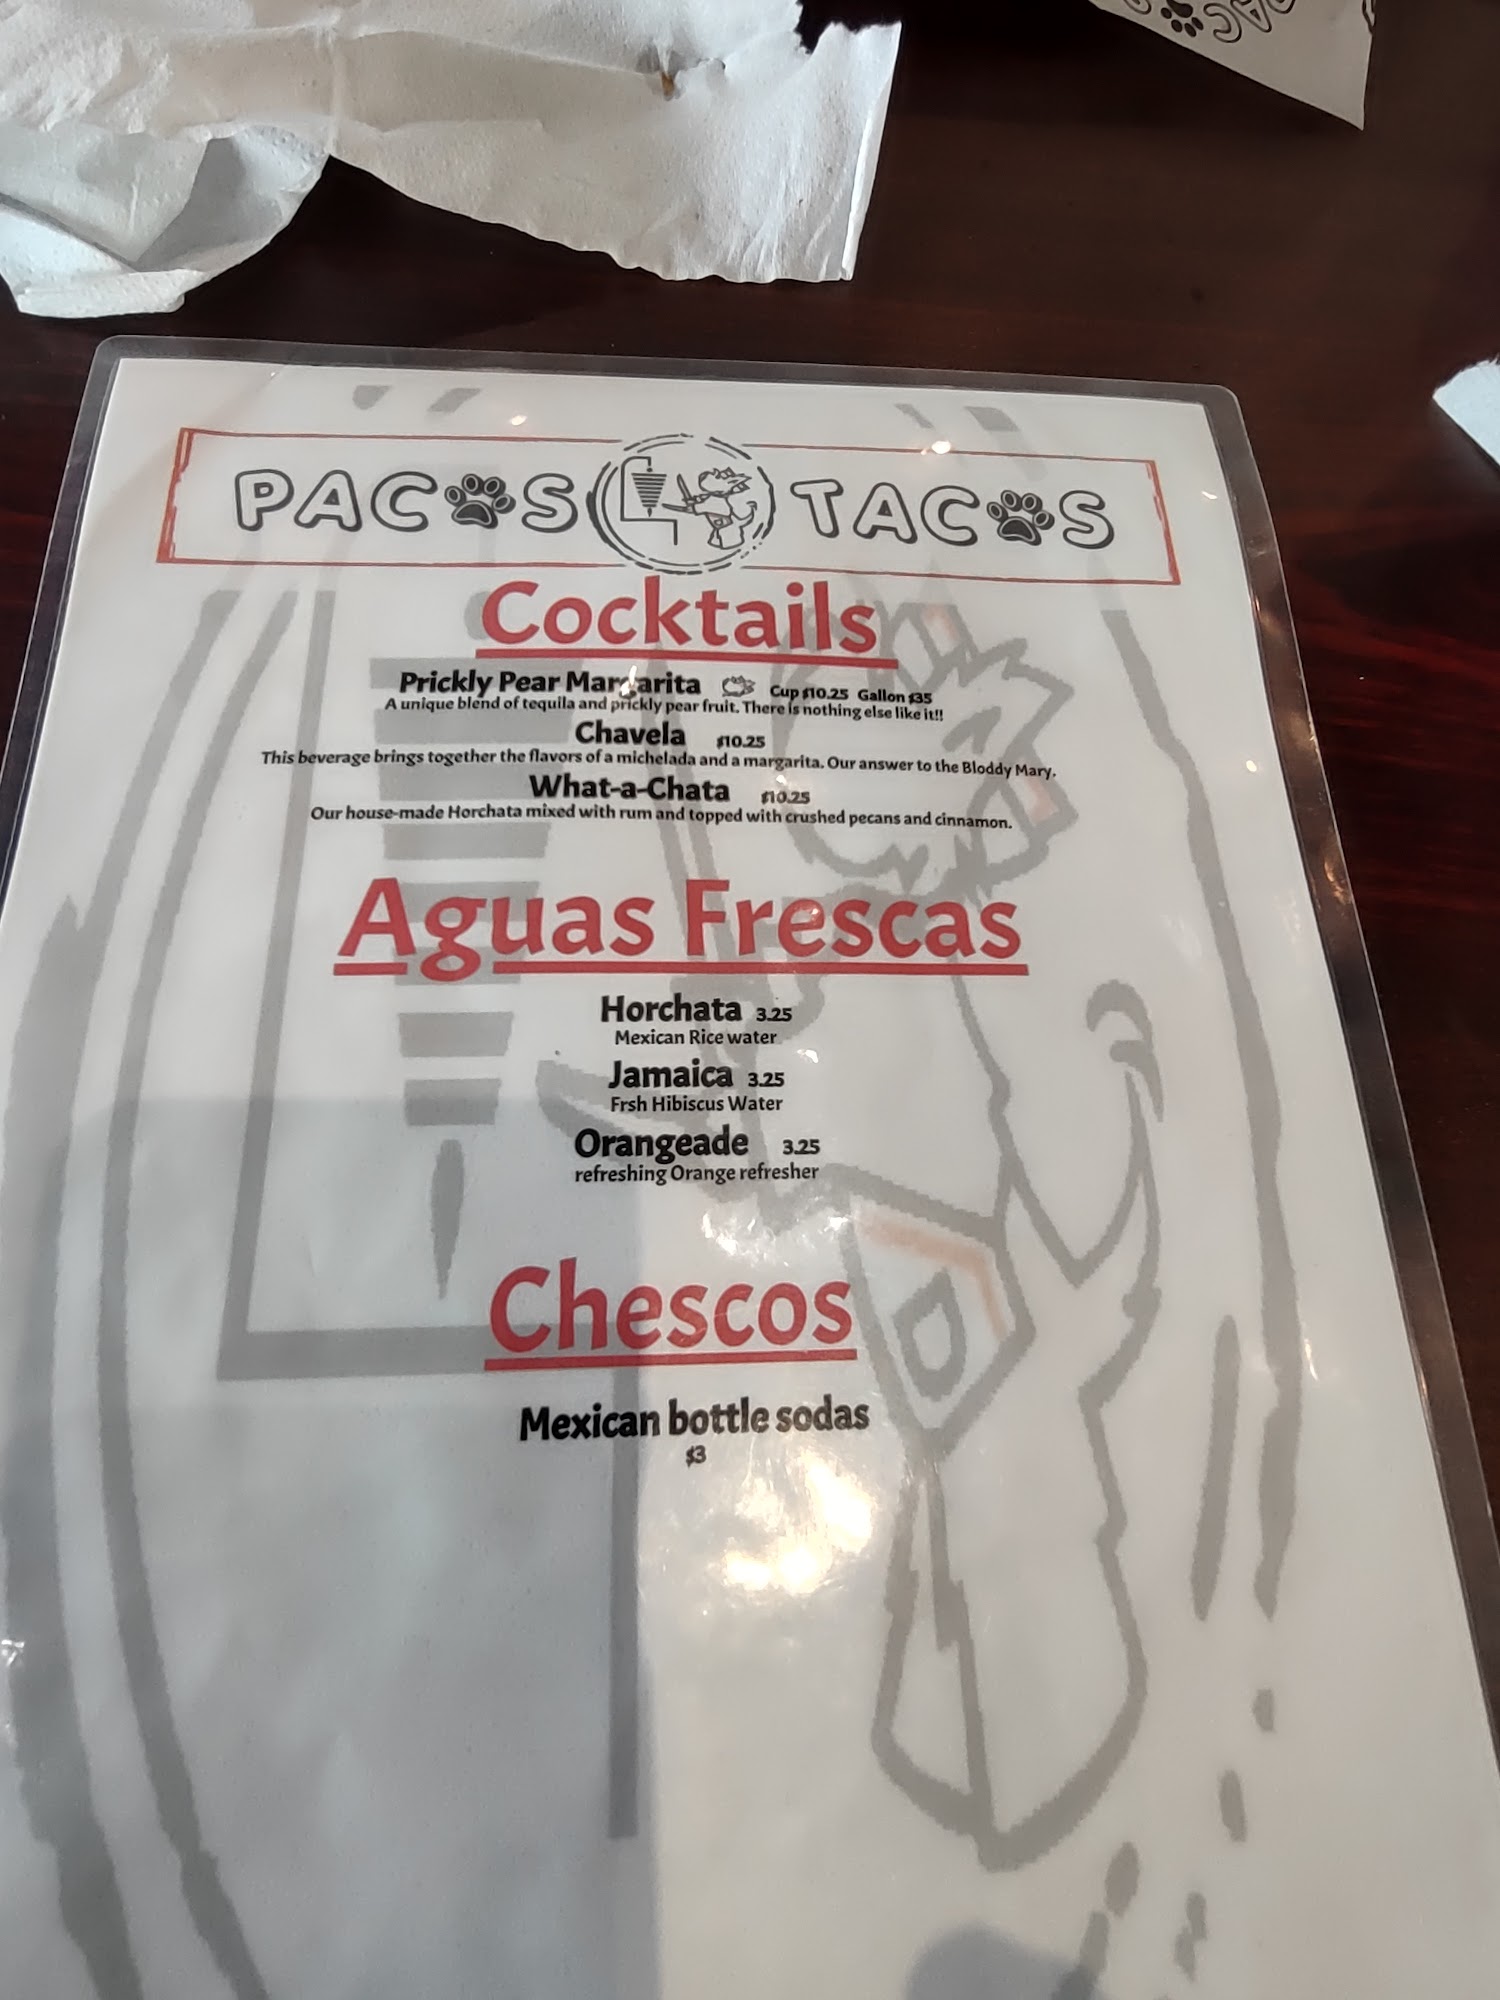 PACOS TACOS
Cocktails
Prickly Pear Margarita Cup $10.25 Gallon $35
A unique blend of tequila and prickly pear fruit. There is nothing else like it!!
Chavela $10.25
This beverage brings together the flavors of a michelada and a margarita. Our answer to the Bloddy Mary.
What-a-Chata $10.25
Our house-made Horchata mixed with rum and topped with crushed pecans and cinnamon.
Aguas Frescas
Horchata 3.25
Mexican Rice water
Jamaica 3.25
Frsh Hibiscus Water
Orangeade 3.25
refreshing Orange refresher
Chescos
Mexican bottle sodas
$3